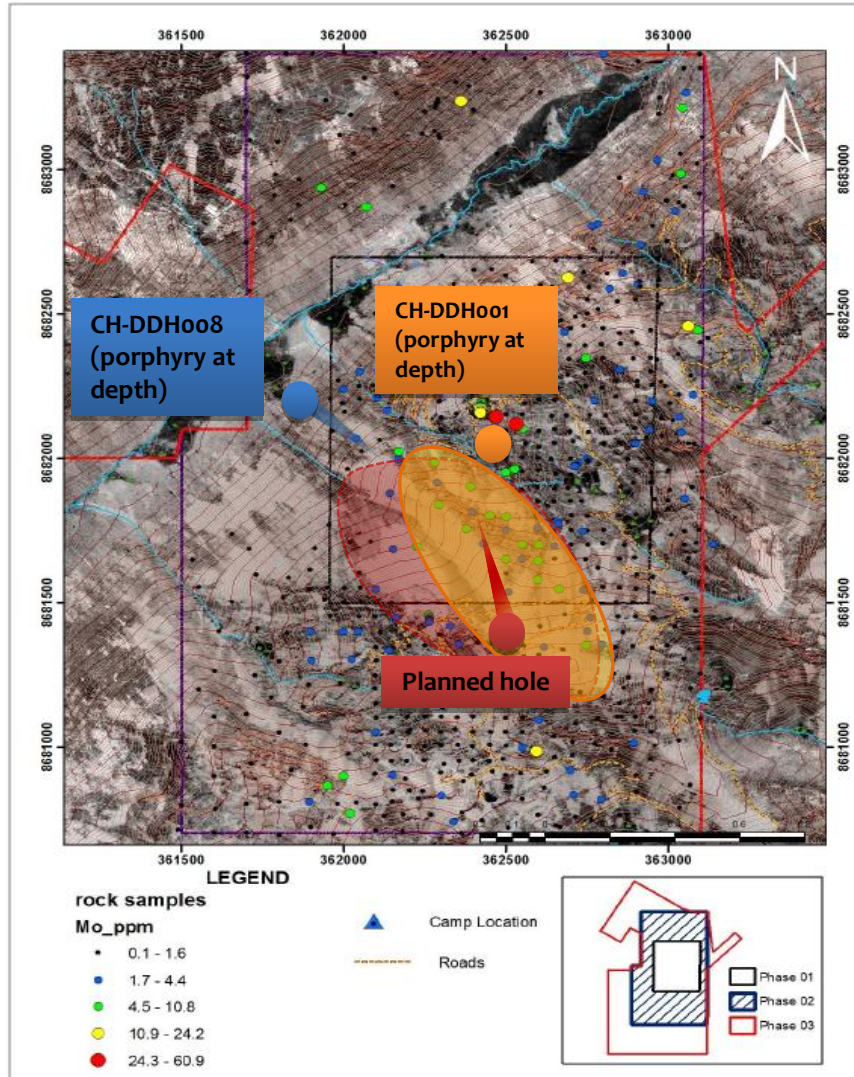 361500 362000 362500 363000
N
8683000 8683000
8682500 8682500
CH-DDH008
(porphyry at
depth)
CH-DDH001
(porphyry at
depth)
8682000 8682000
8681500 8681500
Planned hole
8681000 8681000
361500 362000 362500 363000
LEGEND
rock samples
Mo_ppm
0.1 - 1.6
1.7 - 4.4
4.5 - 10.8
10.9 - 24.2
24.3 - 60.9
Camp Location
Roads
Phase 01
Phase 02
Phase 03